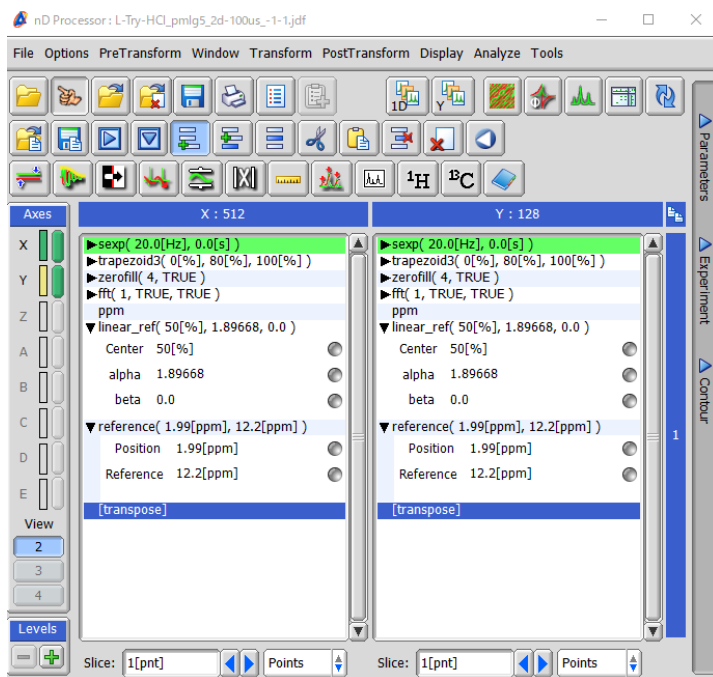 nD Processor : L-Try-HCl_pmlg5_2d-100us_-1-1.jdf
File Options PreTransform Window Transform PostTransform Display Analyze Tools
1D Y
¹H ¹³C
Axes X : 512 Y : 128
X
Y
Z
A
B
C
D
E
View
2
3
4
Levels
sexp( 20.0[Hz], 0.0[s] )
trapezoid3( 0[%], 80[%], 100[%] )
zerofill( 4, TRUE )
fft( 1, TRUE, TRUE )
ppm
linear_ref( 50[%], 1.89668, 0.0 )
Center 50[%]
alpha 1.89668
beta 0.0
reference( 1.99[ppm], 12.2[ppm] )
Position 1.99[ppm]
Reference 12.2[ppm]
[transpose]
Slice: 1[pnt] Points
sexp( 20.0[Hz], 0.0[s] )
trapezoid3( 0[%], 80[%], 100[%] )
zerofill( 4, TRUE )
fft( 1, TRUE, TRUE )
ppm
linear_ref( 50[%], 1.89668, 0.0 )
Center 50[%]
alpha 1.89668
beta 0.0
reference( 1.99[ppm], 12.2[ppm] )
Position 1.99[ppm]
Reference 12.2[ppm]
[transpose]
Slice: 1[pnt] Points
1
Parameters
Experiment
Contour